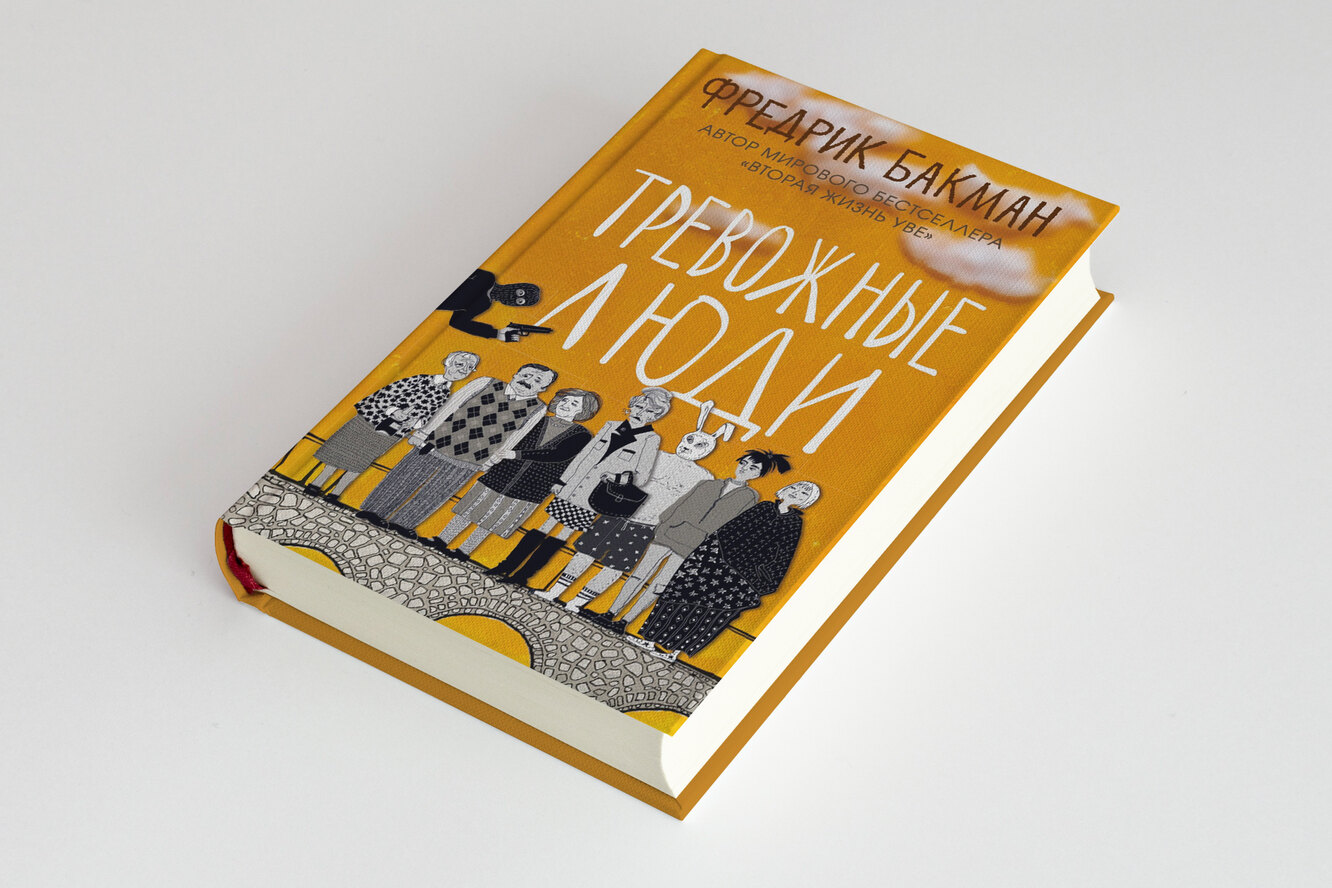 ФРЕДРИК БАКМАН
АВТОР МИРОВОГО БЕСТСЕЛЛЕРА
«ВТОРАЯ ЖИЗНЬ УВЕ»
ТРЕВОЖНЫЕ
ЛЮДИ